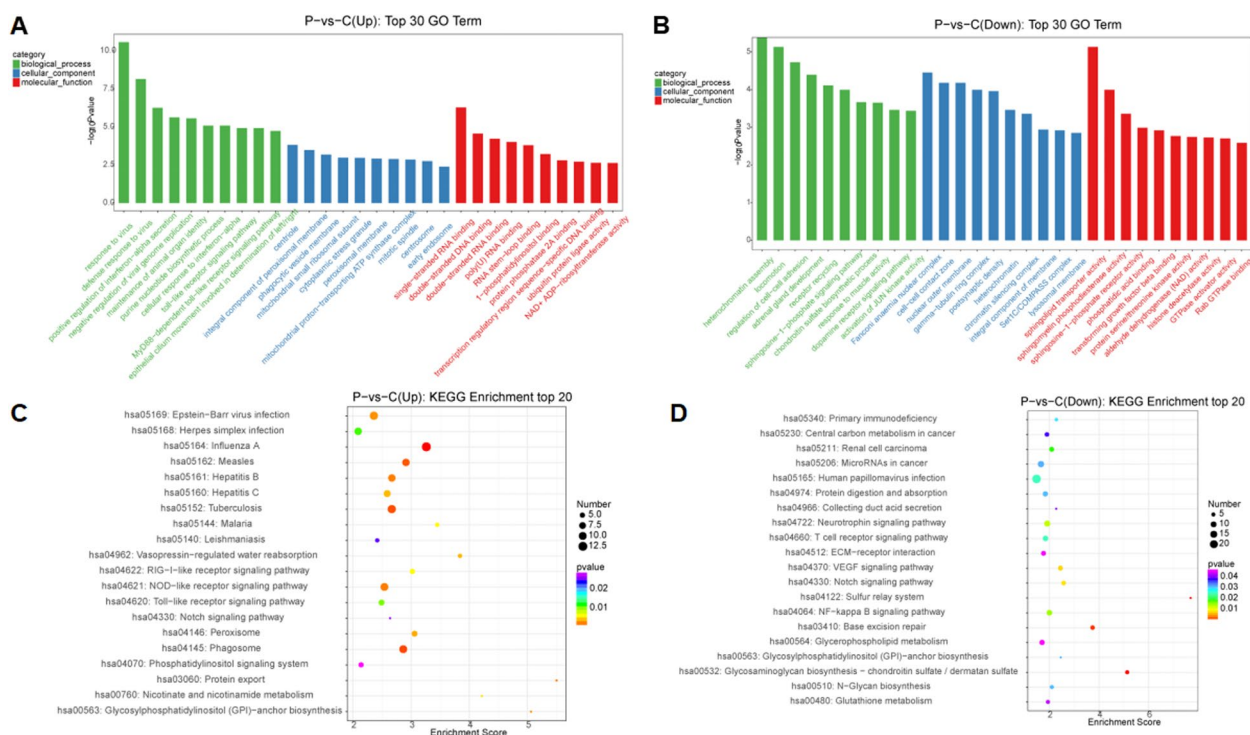 A
P-vs-C(Up): Top 30 GO Term
category
biological_process
cellular_component
molecular_function
-log10Pvalue
10.0
7.5
5.0
2.5
0.0
response to virus
defense response to virus
positive regulation of interferon-alpha secretion
negative regulation of viral genome replication
maintenance of animal organ identity
purine nucleotide biosynthetic process
cellular response to interferon alpha
toll-like receptor signaling pathway
MyD88-dependent toll-like receptor signaling pathway
epithelial cilium movement involved in determination of left/right
centriole
integral component of peroxisomal membrane
phagocytic vesicle membrane
mitochondrial small ribosomal subunit
cytoplasmic stress granule
peroxisomal membrane
mitochondrial proton-transporting ATP synthase complex
mitotic spindle
centrosome
early endosome
single-stranded RNA binding
double-stranded DNA binding
double-stranded RNA binding
poly(U) RNA binding
RNA stem-loop binding
1-phosphatidylinositol binding
protein phosphatase 2A binding
transcription regulatory region sequence-specific DNA binding
ubiquitin protein ligase activity
NAD+ ADP-ribosyltransferase activity
B
P-vs-C(Down): Top 30 GO Term
category
biological_process
cellular_component
molecular_function
-log10Pvalue
5
4
3
2
1
0
heterochromatin assembly
locomotion
regulation of cell-cell adhesion
adrenal gland development
receptor recycling
sphingosine-1-phosphate signaling pathway
chondroitin sulfate biosynthetic process
response to muscle activity
dopamine receptor signaling pathway
activation of JUN kinase activity
Fanconi anaemia nuclear complex
cell-cell contact zone
nuclear outer membrane
gamma-tubulin ring complex
postsynaptic density
heterochromatin
chromatin silencing complex
integral component of membrane
Set1C/COMPASS complex
lysosomal membrane
sphingolipid transporter activity
sphingomyelin phosphodiesterase activity
sphingosine-1-phosphate receptor activity
phosphatidic acid binding
transforming growth factor beta binding
protein serine/threonine kinase activity
aldehyde dehydrogenase (NAD) activity
histone deacetylase activity
GTPase activator activity
Rab GTPase binding
C
P-vs-C(Up): KEGG Enrichment top 20
hsa05169: Epstein-Barr virus infection
hsa05168: Herpes simplex infection
hsa05164: Influenza A
hsa05162: Measles
hsa05161: Hepatitis B
hsa05160: Hepatitis C
hsa05152: Tuberculosis
hsa05144: Malaria
hsa05140: Leishmaniasis
hsa04962: Vasopressin-regulated water reabsorption
hsa04622: RIG-I-like receptor signaling pathway
hsa04621: NOD-like receptor signaling pathway
hsa04620: Toll-like receptor signaling pathway
hsa04330: Notch signaling pathway
hsa04146: Peroxisome
hsa04145: Phagosome
hsa04070: Phosphatidylinositol signaling system
hsa03060: Protein export
hsa00760: Nicotinate and nicotinamide metabolism
hsa00563: Glycosylphosphatidylinositol (GPI)-anchor biosynthesis
2 3 4 5
Enrichment Score
Number
5.0
7.5
10.0
12.5
pvalue
0.02
0.01
D
P-vs-C(Down): KEGG Enrichment top 20
hsa05340: Primary immunodeficiency
hsa05230: Central carbon metabolism in cancer
hsa05211: Renal cell carcinoma
hsa05206: MicroRNAs in cancer
hsa05165: Human papillomavirus infection
hsa04974: Protein digestion and absorption
hsa04966: Collecting duct acid secretion
hsa04722: Neurotrophin signaling pathway
hsa04660: T cell receptor signaling pathway
hsa04512: ECM-receptor interaction
hsa04370: VEGF signaling pathway
hsa04330: Notch signaling pathway
hsa04122: Sulfur relay system
hsa04064: NF-kappa B signaling pathway
hsa03410: Base excision repair
hsa00564: Glycerophospholipid metabolism
hsa00563: Glycosylphosphatidylinositol (GPI)-anchor biosynthesis
hsa00532: Glycosaminoglycan biosynthesis - chondroitin sulfate / dermatan sulfate
hsa00510: N-Glycan biosynthesis
hsa00480: Glutathione metabolism
2 4 6
Enrichment Score
Number
5
10
15
20
pvalue
0.04
0.03
0.02
0.01